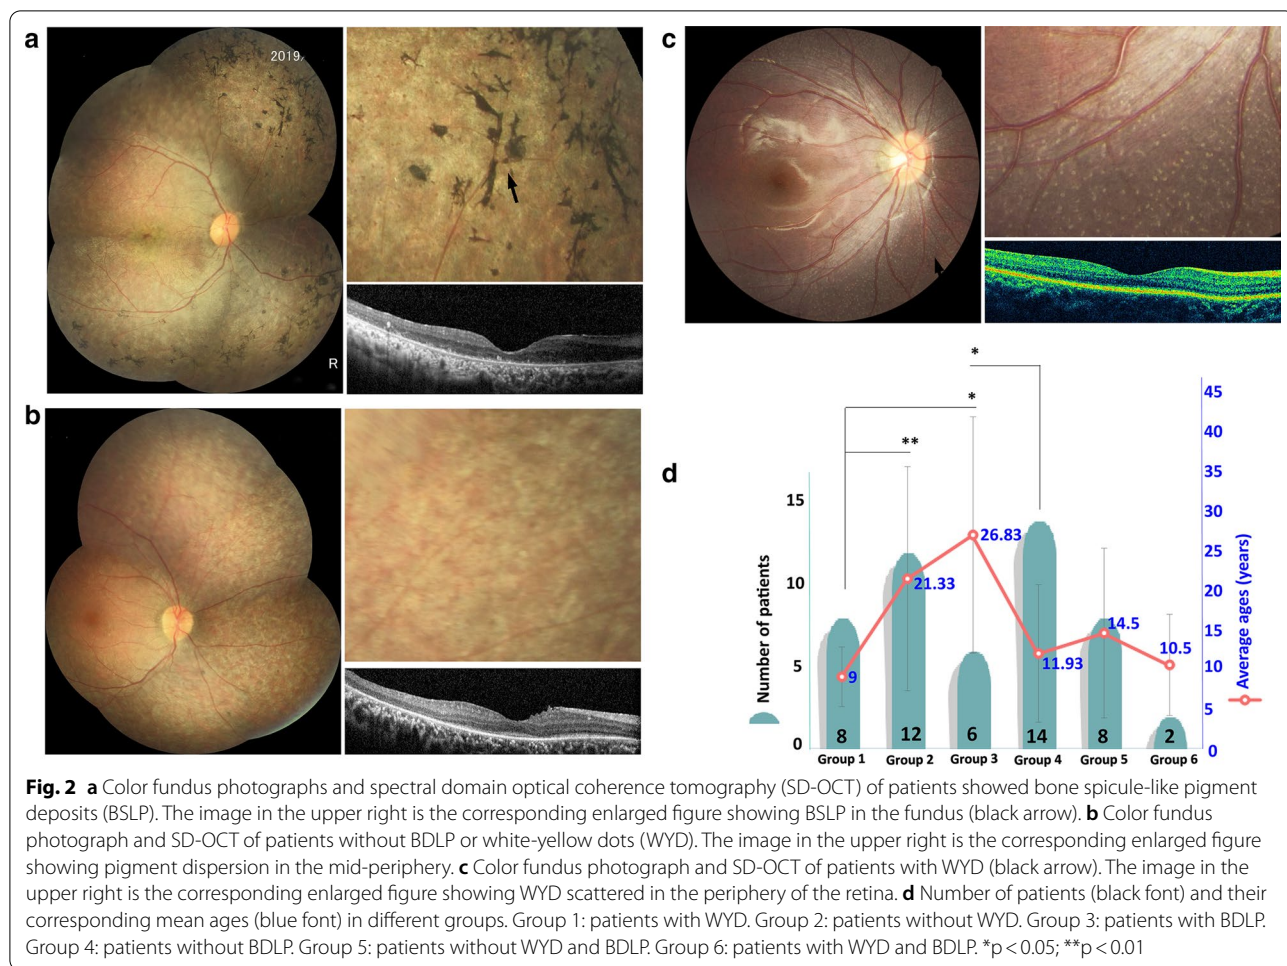 a
2019
R
b
c
d
*
*
**
15
10
5
0
Number of patients
45
40
35
30
25
20
15
10
5
0
Average ages (years)
9
21.33
26.83
11.93
14.5
10.5
8
12
6
14
8
2
Group 1
Group 2
Group 3
Group 4
Group 5
Group 6
Fig. 2 a Color fundus photographs and spectral domain optical coherence tomography (SD-OCT) of patients showed bone spicule-like pigment
deposits (BSLP). The image in the upper right is the corresponding enlarged figure showing BSLP in the fundus (black arrow). b Color fundus
photograph and SD-OCT of patients without BDLP or white-yellow dots (WYD). The image in the upper right is the corresponding enlarged figure
showing pigment dispersion in the mid-periphery. c Color fundus photograph and SD-OCT of patients with WYD (black arrow). The image in the
upper right is the corresponding enlarged figure showing WYD scattered in the periphery of the retina. d Number of patients (black font) and their
corresponding mean ages (blue font) in different groups. Group 1: patients with WYD. Group 2: patients without WYD. Group 3: patients with BDLP.
Group 4: patients without BDLP. Group 5: patients without WYD and BDLP. Group 6: patients with WYD and BDLP. *p < 0.05; **p < 0.01